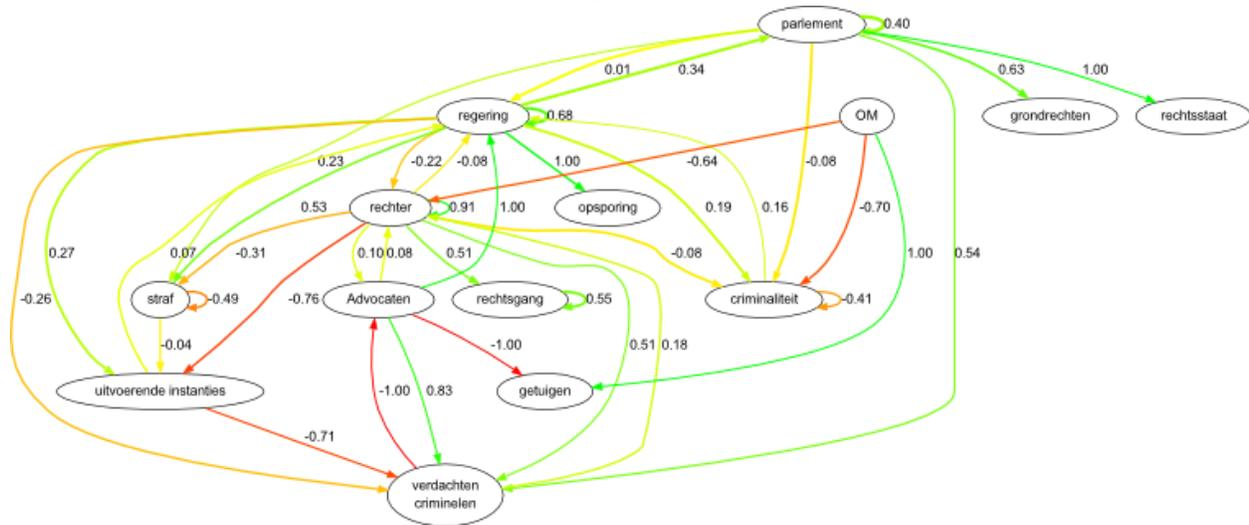 parlement
0.40
0.01
0.34
0.63
1.00
regering
0.68
OM
grondrechten
rechtsstaat
0.23
-0.22
-0.08
1.00
-0.64
-0.08
rechter
0.91
opsporing
0.53
1.00
0.19
0.16
-0.70
0.27
0.07
-0.31
0.10
0.08
0.51
-0.08
1.00
0.54
-0.26
straf
-0.49
-0.76
Advocaten
rechtsgang
0.55
criminaliteit
-0.41
-0.04
-1.00
0.51
0.18
uitvoerende instanties
-1.00
0.83
getuigen
-0.71
verdachten
criminelen